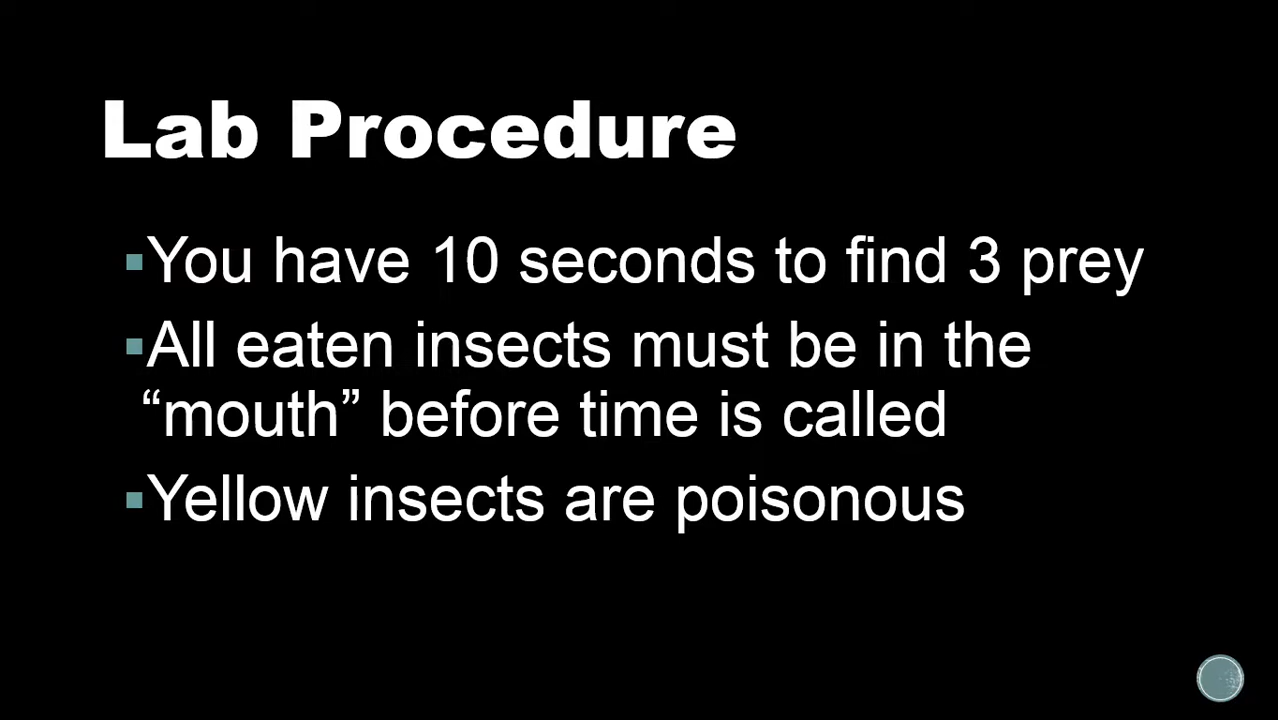 Lab Procedure
▪You have 10 seconds to find 3 prey
▪All eaten insects must be in the
“mouth” before time is called
▪Yellow insects are poisonous